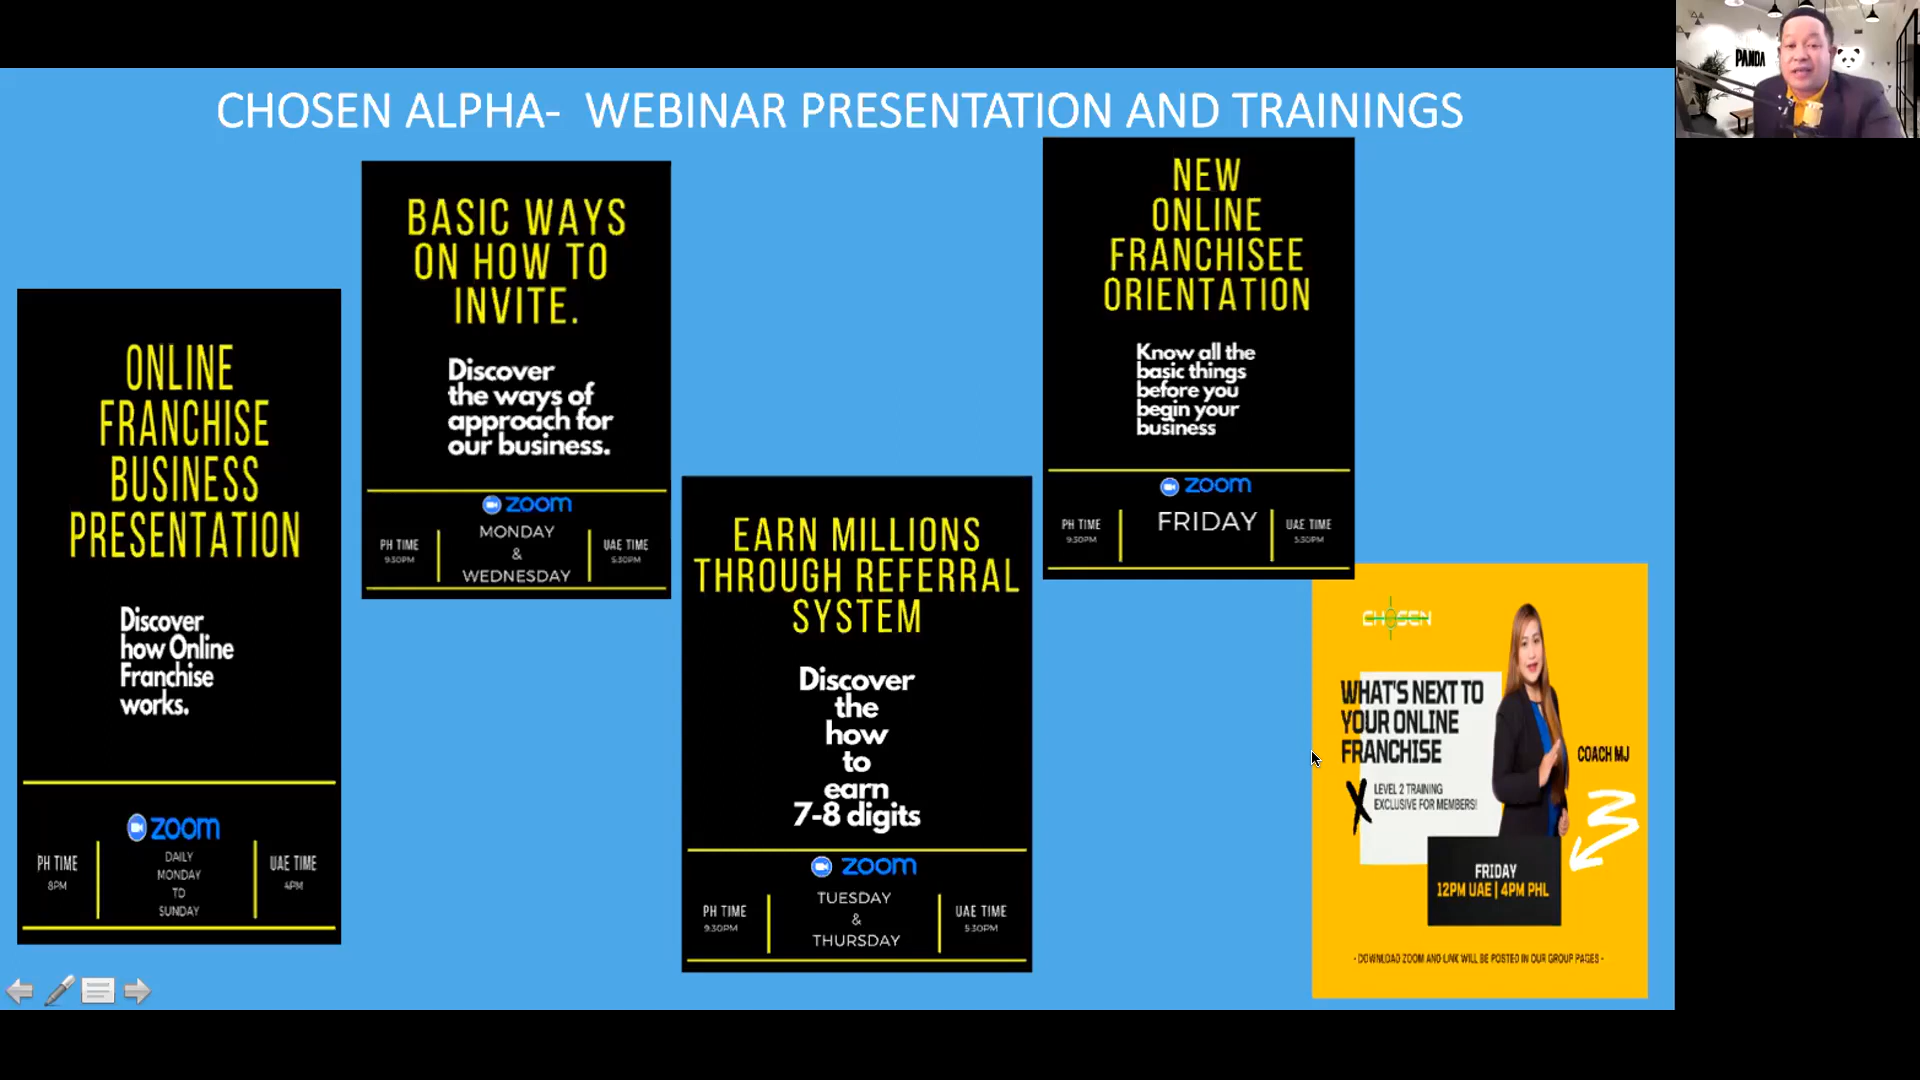 CHOSEN ALPHA-  WEBINAR PRESENTATION AND TRAININGS
PANDA
ONLINE
FRANCHISE
BUSINESS
PRESENTATION
Discover
how Online
Franchise
works.
zoom
PH TIME
8PM
DAILY
MONDAY
TO
SUNDAY
UAE TIME
4PM
BASIC WAYS
ON HOW TO
INVITE.
Discover
the ways of
approach for
our business.
zoom
PH TIME
9:30PM
MONDAY
&
WEDNESDAY
UAE TIME
5:30PM
EARN MILLIONS
THROUGH REFERRAL
SYSTEM
Discover
the
how
to
earn
7-8 digits
zoom
PH TIME
9:30PM
TUESDAY
&
THURSDAY
UAE TIME
5:30PM
NEW
ONLINE
FRANCHISEE
ORIENTATION
Know all the
basic things
before you
begin your
business
zoom
PH TIME
9:30PM
FRIDAY
UAE TIME
5:30PM
CHOSEN
WHAT'S NEXT TO
YOUR ONLINE
FRANCHISE
LEVEL 2 TRAINING
EXCLUSIVE FOR MEMBERS!
COACH MJ
FRIDAY
12PM UAE | 4PM PHL
- DOWNLOAD ZOOM AND LINK WILL BE POSTED IN OUR GROUP PAGES -